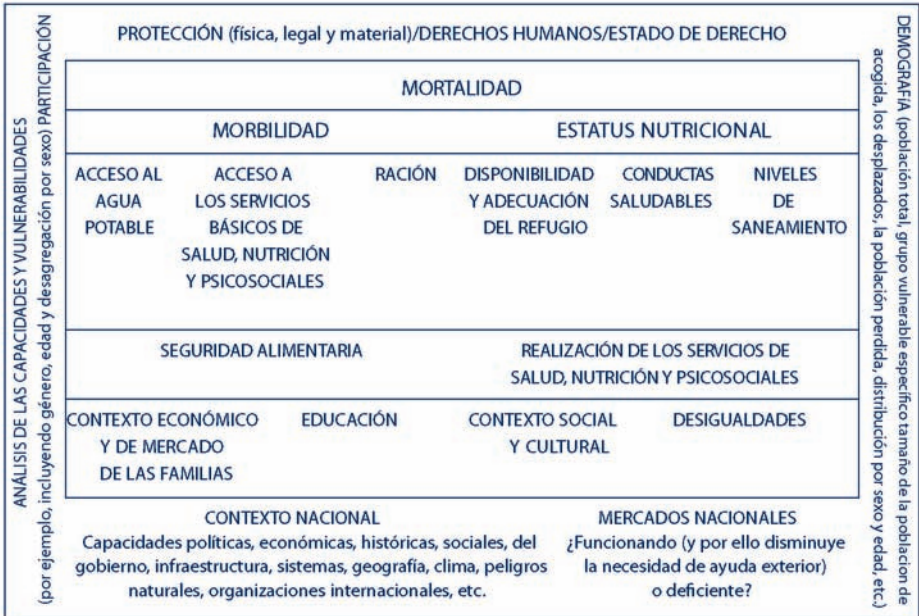 PROTECCIÓN (física, legal y material)/DERECHOS HUMANOS/ESTADO DE DERECHO
ANÁLISIS DE LAS CAPACIDADES Y VULNERABILIDADES
(por ejemplo, incluyendo género, edad y desagregación por sexo) PARTICIPACIÓN
MORTALIDAD
MORBILIDAD
ESTATUS NUTRICIONAL
ACCESO AL
AGUA
POTABLE
ACCESO A
LOS SERVICIOS
BÁSICOS DE
SALUD, NUTRICIÓN
Y PSICOSOCIALES
RACIÓN
DISPONIBILIDAD
Y ADECUACIÓN
DEL REFUGIO
CONDUCTAS
SALUDABLES
NIVELES
DE
SANEAMIENTO
SEGURIDAD ALIMENTARIA
REALIZACIÓN DE LOS SERVICIOS DE
SALUD, NUTRICIÓN Y PSICOSOCIALES
CONTEXTO ECONÓMICO
Y DE MERCADO
DE LAS FAMILIAS
EDUCACIÓN
CONTEXTO SOCIAL
Y CULTURAL
DESIGUALDADES
CONTEXTO NACIONAL
Capacidades políticas, económicas, históricas, sociales, del
gobierno, infraestructura, sistemas, geografía, clima, peligros
naturales, organizaciones internacionales, etc.
MERCADOS NACIONALES
¿Funcionando (y por ello disminuye
la necesidad de ayuda exterior)
o deficiente?
DEMOGRAFíA (población total, grupo vulnerable específico tamaño de la poblacion de
acogida, los desplazados, la población perdida, distribución por sexo y edad, etc.)